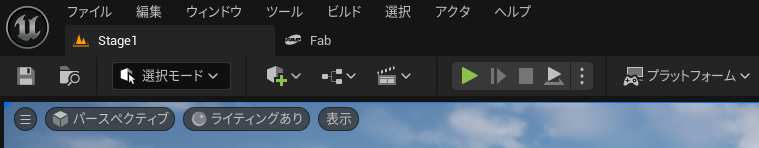 ファイル 編集 ウィンドウ ツール ビルド 選択 アクタ ヘルプ
Stage1 Fab
選択モード プラットフォーム
パースペクティブ ライティングあり 表示